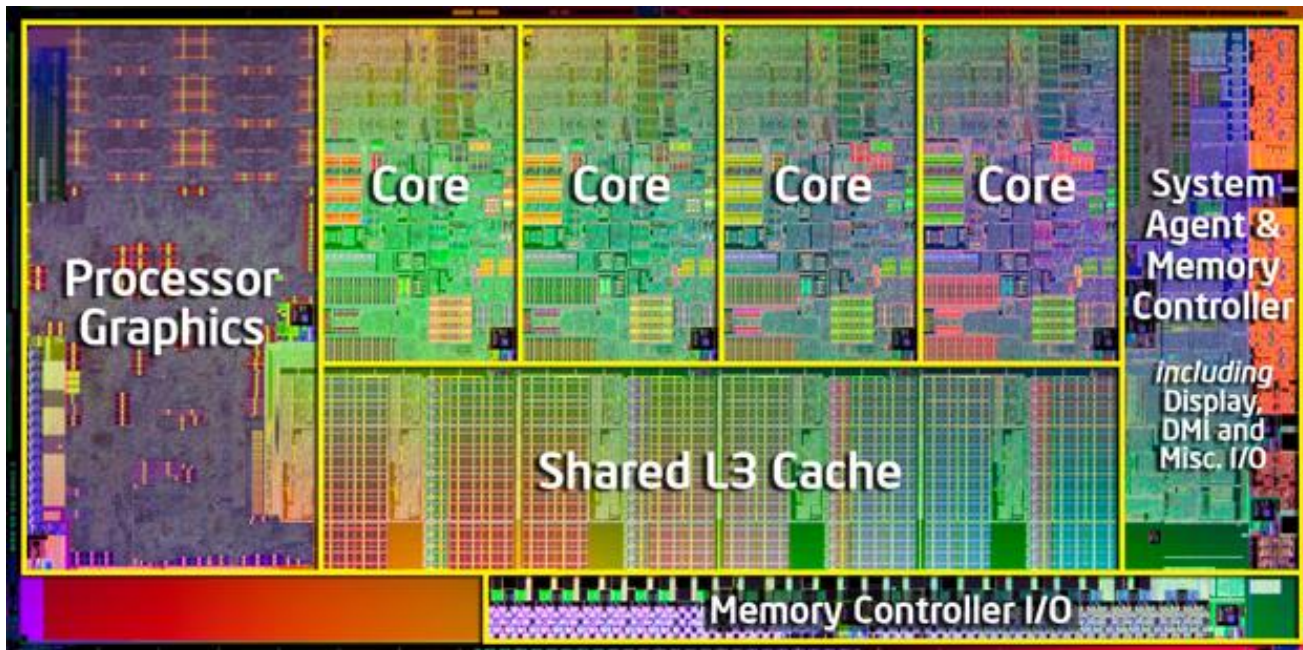 Processor
Graphics
Core
Core
Core
Core
System
Agent &
Memory
Controller
including
Display,
DMI and
Misc. I/O
Shared L3 Cache
Memory Controller I/O